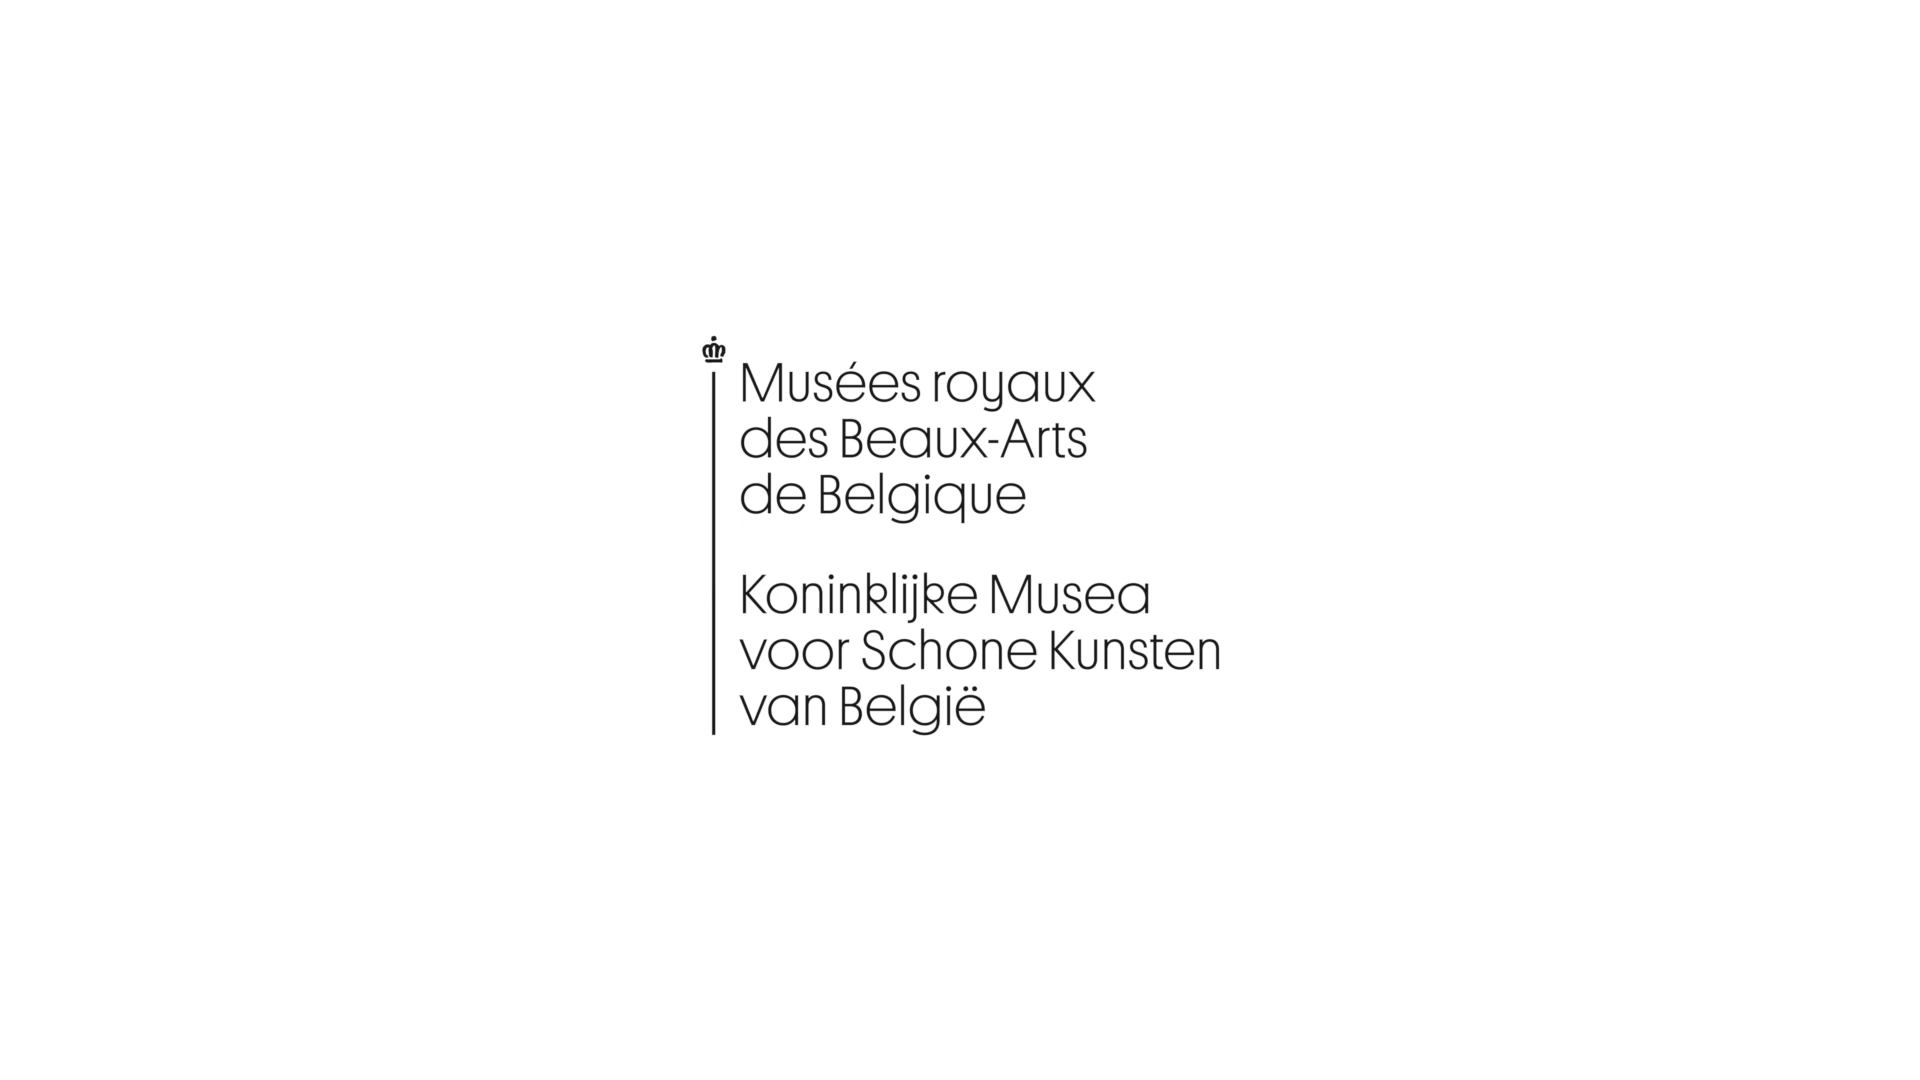 Musées royaux
des Beaux-Arts
de Belgique
Koninklijke Musea
voor Schone Kunsten
van België